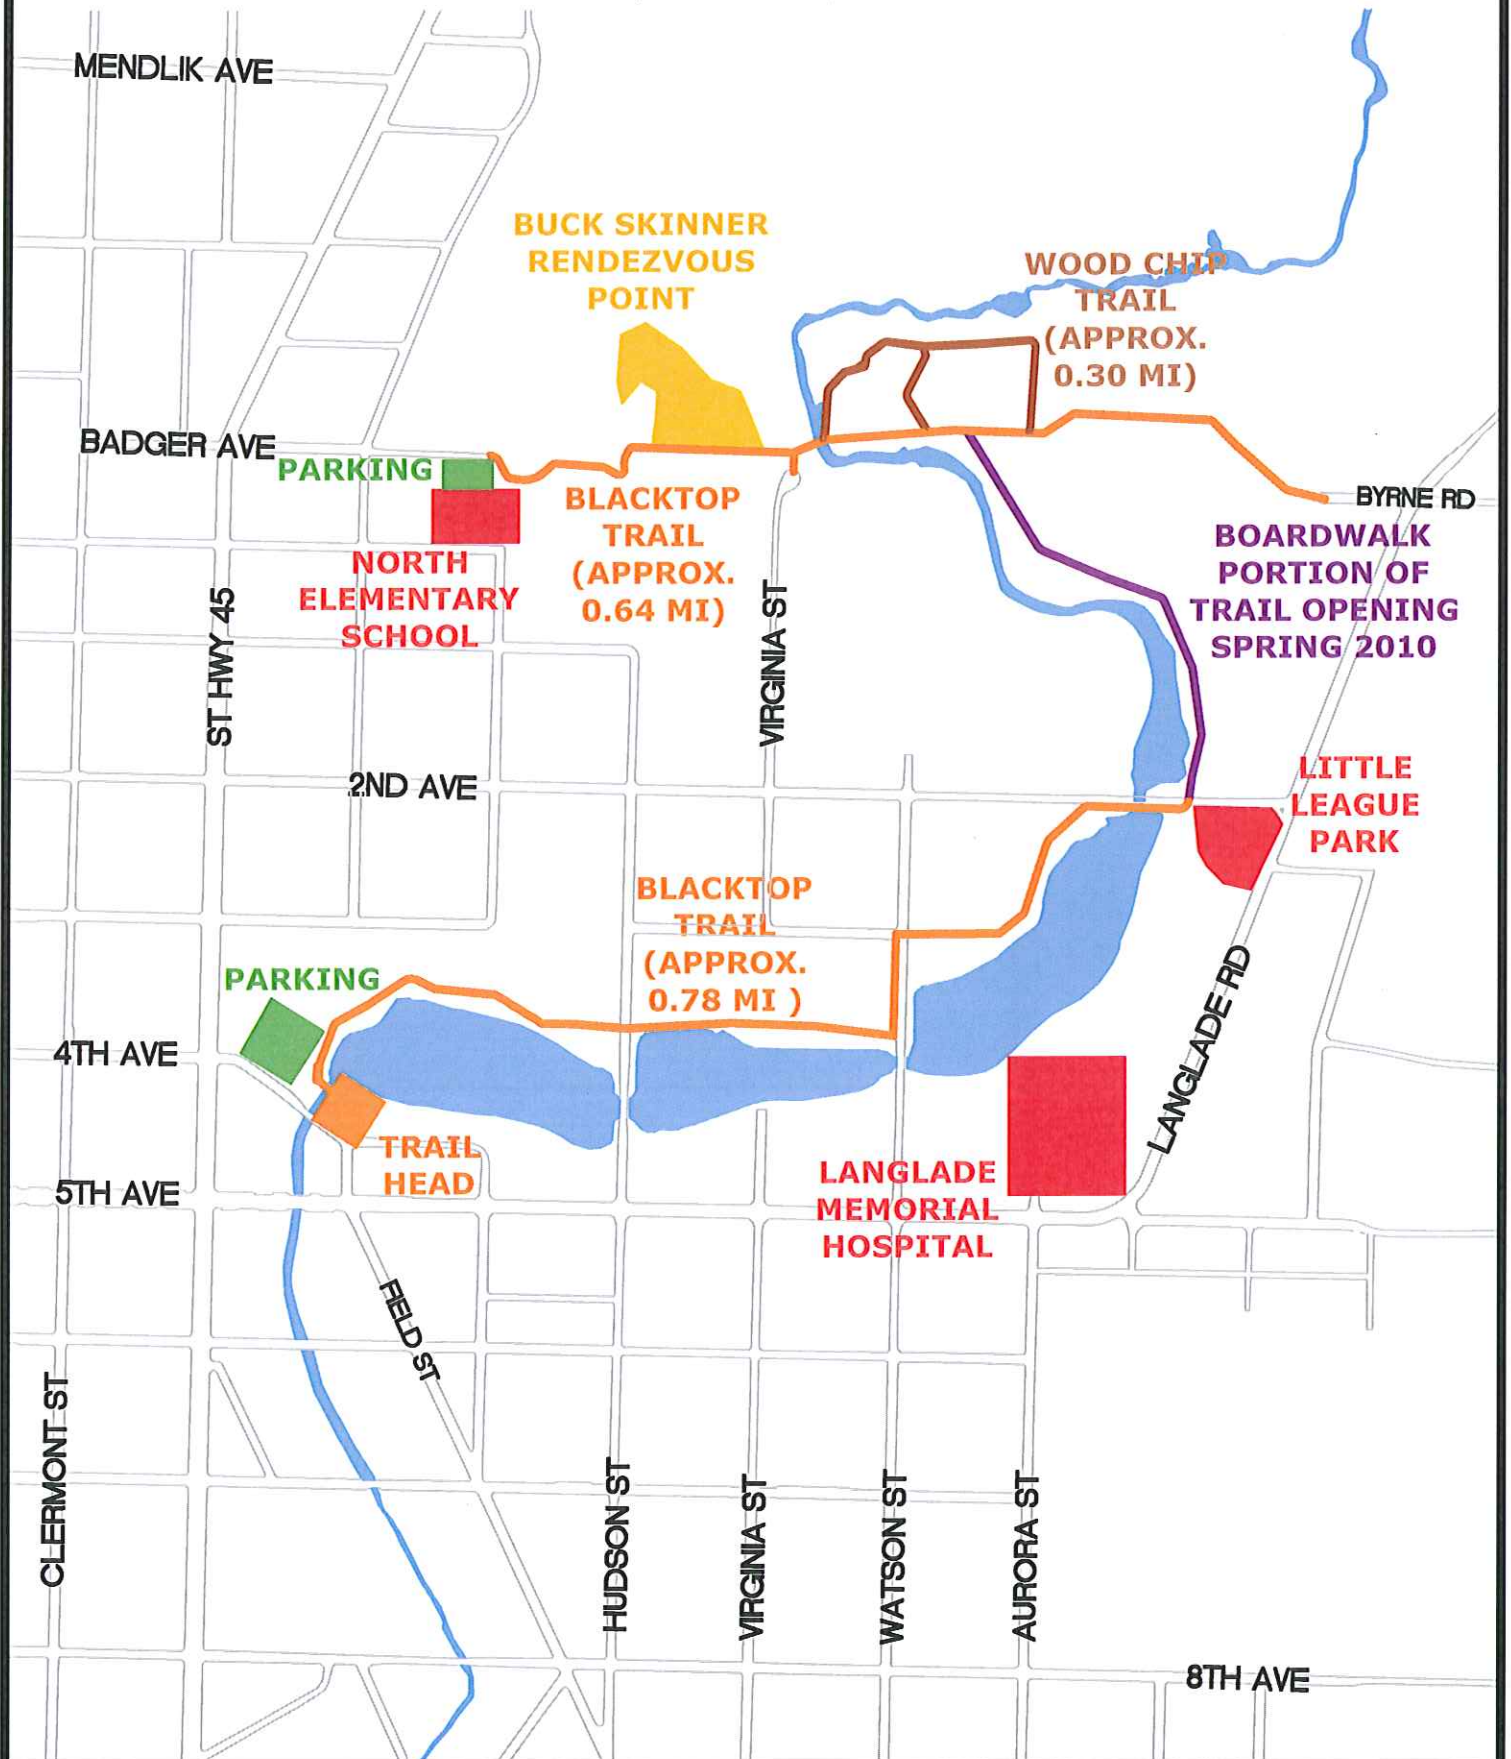 MENDLIK AVE
BUCK SKINNER
RENDEZVOUS
POINT
WOOD CHIP
TRAIL
(APPROX.
0.30 MI)
BADGER AVE
PARKING
BLACKTOP
TRAIL
(APPROX.
0.64 MI)
BYRNE RD
NORTH
ELEMENTARY
SCHOOL
BOARDWALK
PORTION OF
TRAIL OPENING
SPRING 2010
ST HWY 45
VIRGINIA ST
2ND AVE
LITTLE
LEAGUE
PARK
BLACKTOP
TRAIL
(APPROX.
0.78 MI )
PARKING
4TH AVE
LANGLADE RD
TRAIL
HEAD
5TH AVE
LANGLADE
MEMORIAL
HOSPITAL
FIELD ST
CLERMONT ST
HUDSON ST
VIRGINIA ST
WATSON ST
AURORA ST
8TH AVE